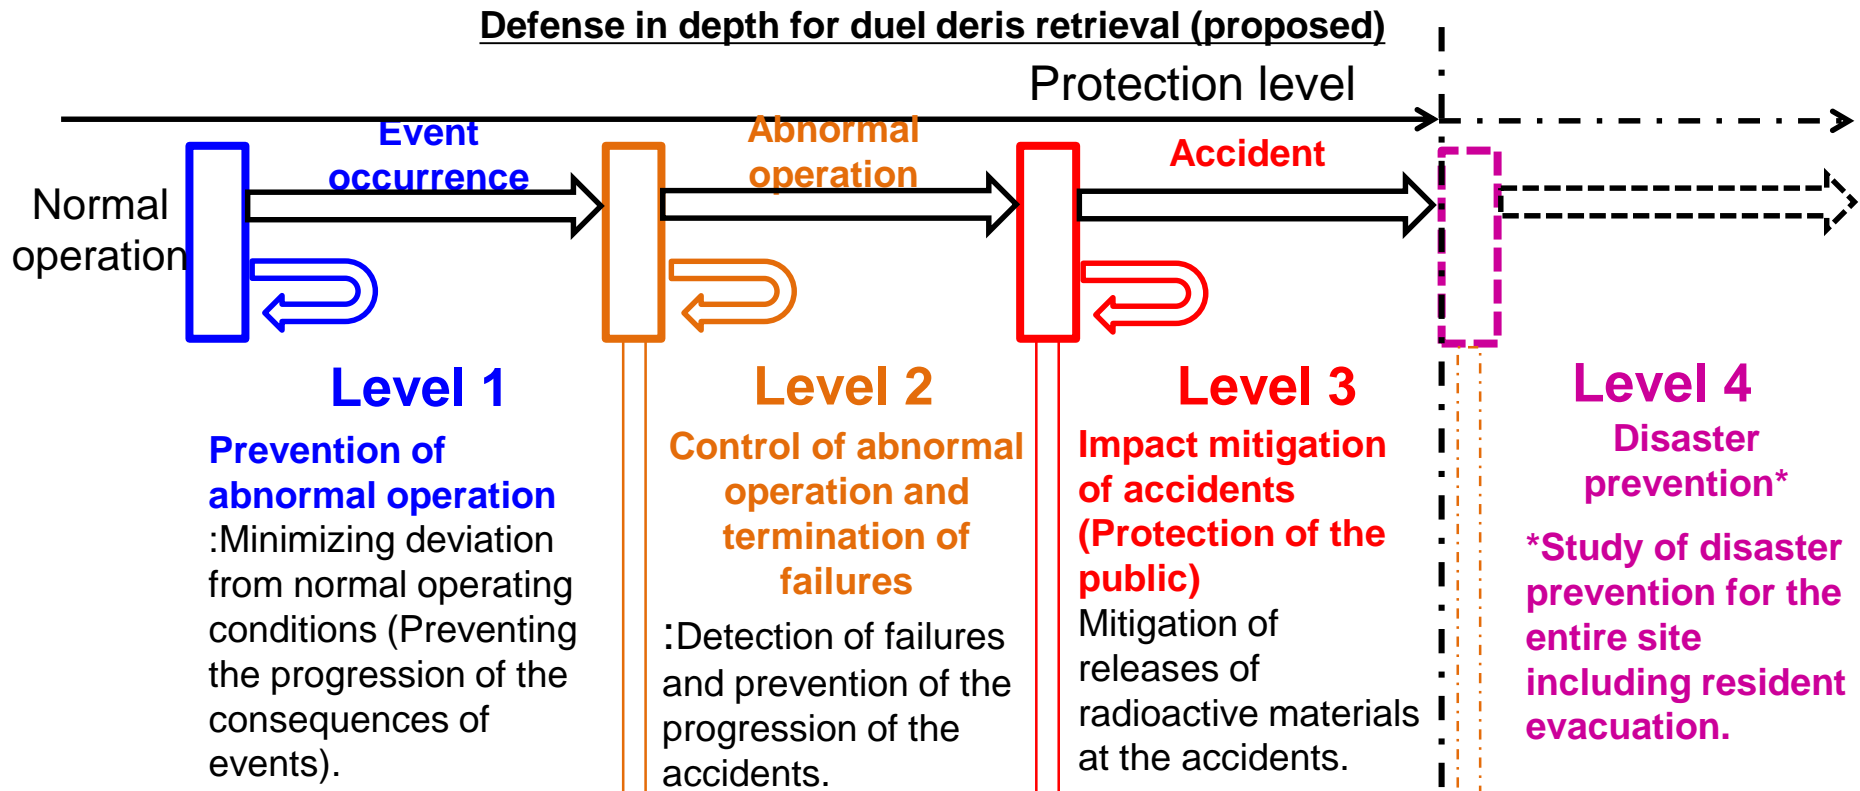 Defense in depth for duel deris retrieval (proposed)
Protection level
Normal
operation
Event
occurrence
Abnormal
operation
Accident
Level 1
Prevention of
abnormal operation
:Minimizing deviation
from normal operating
conditions (Preventing
the progression of the
consequences of
events).
Level 2
Control of abnormal
operation and
termination of
failures
:Detection of failures
and prevention of the
progression of the
accidents.
Level 3
Impact mitigation
of accidents
(Protection of the
public)
Mitigation of
releases of
radioactive materials
at the accidents.
Level 4
Disaster
prevention*
*Study of disaster
prevention for the
entire site
including resident
evacuation.